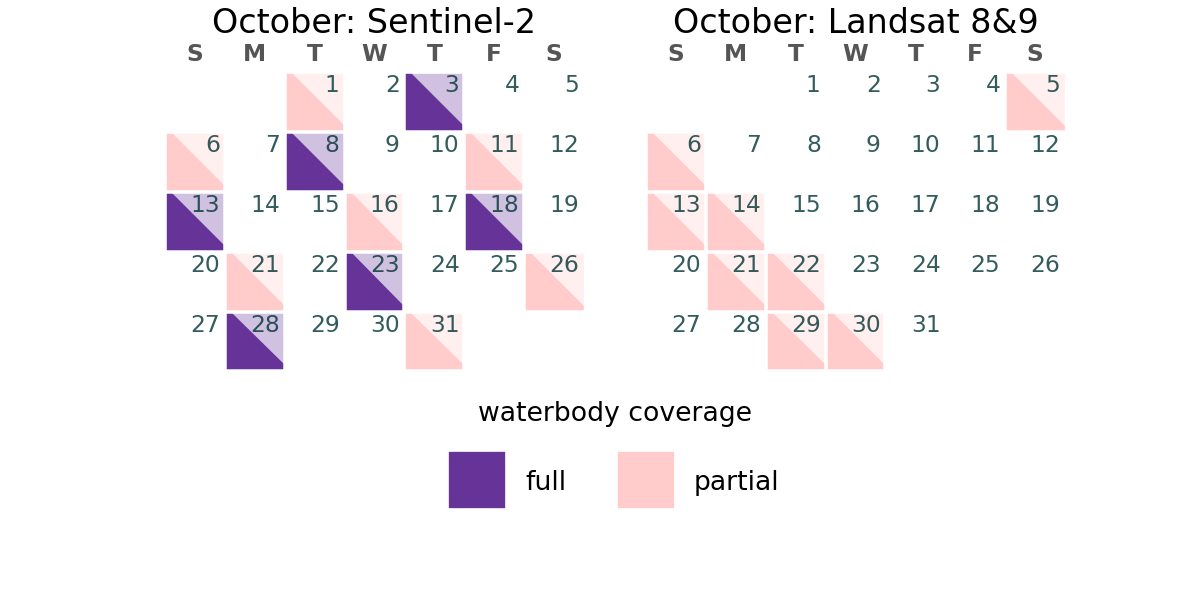 October: Sentinel-2
S M T W T F S
1 2 3 4 5
6 7 8 9 10 11 12
13 14 15 16 17 18 19
20 21 22 23 24 25 26
27 28 29 30 31
October: Landsat 8&9
S M T W T F S
1 2 3 4 5
6 7 8 9 10 11 12
13 14 15 16 17 18 19
20 21 22 23 24 25 26
27 28 29 30 31
waterbody coverage
full partial